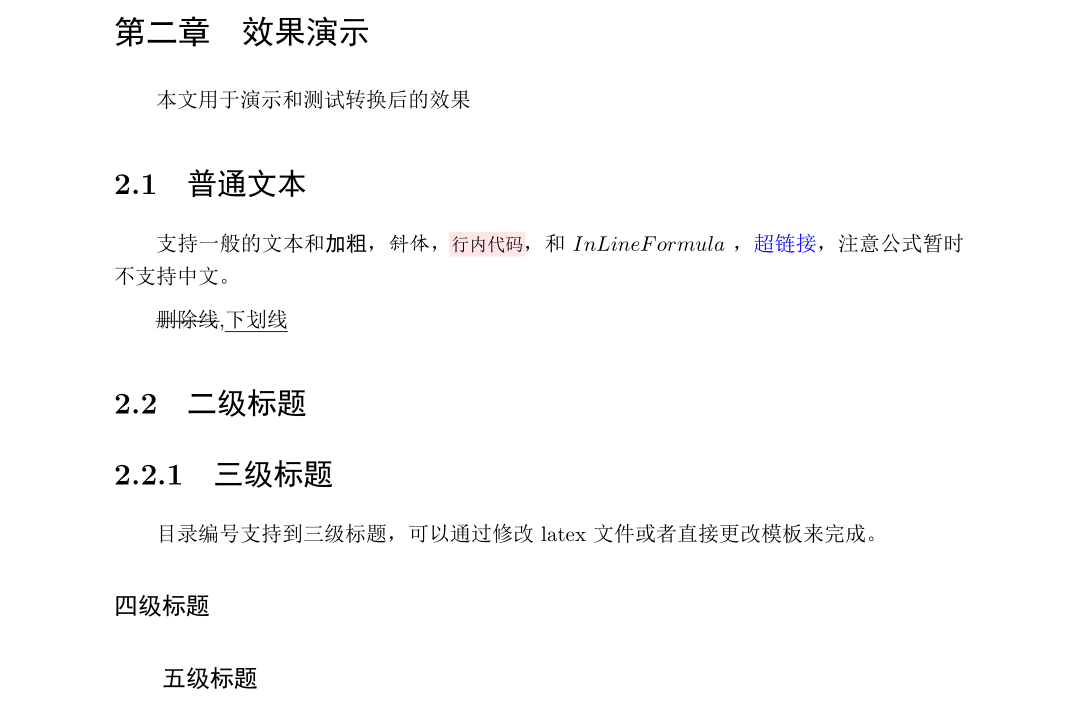 第二章　效果演示
本文用于演示和测试转换后的效果
2.1　普通文本
支持一般的文本和加粗，斜体，行内代码，和 InLineFormula ，超链接，注意公式暂时
不支持中文。
删除线,下划线
2.2　二级标题
2.2.1　三级标题
目录编号支持到三级标题，可以通过修改 latex 文件或者直接更改模板来完成。
四级标题
五级标题